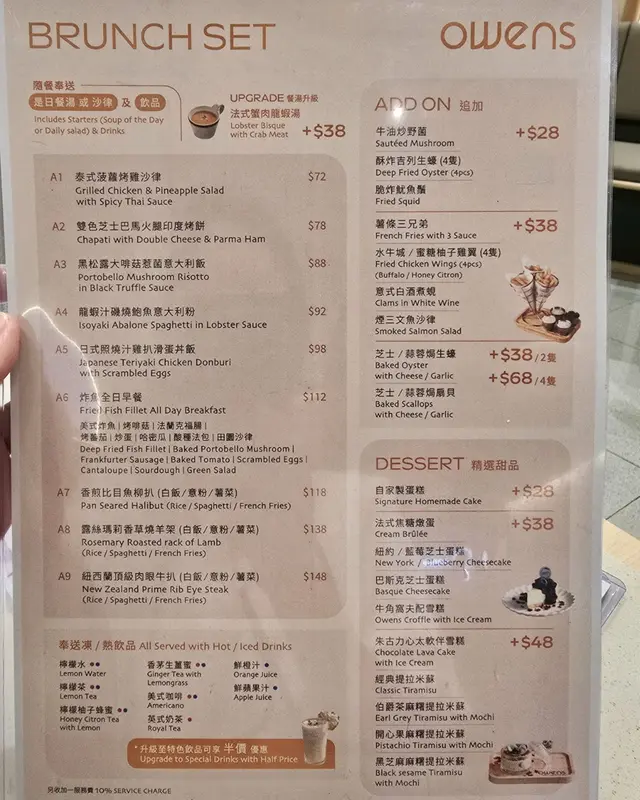 BRUNCH SET
owens
隨餐奉送
是日餐湯 或 沙律 及 飲品
Includes Starters (Soup of the Day
or Daily salad) & Drinks
UPGRADE 餐湯升級
法式蟹肉龍蝦湯
Lobster Bisque
with Crab Meat
+$38
A1 泰式菠蘿烤雞沙律 $72
Grilled Chicken & Pineapple Salad
with Spicy Thai Sauce
A2 雙色芝士巴馬火腿印度烤餅 $78
Chapati with Double Cheese & Parma Ham
A3 黑松露大啡菇惹菌意大利飯 $88
Portobello Mushroom Risotto
in Black Truffle Sauce
A4 龍蝦汁磯燒鮑魚意大利粉 $92
Isoyaki Abalone Spaghetti in Lobster Sauce
A5 日式照燒汁雞扒滑蛋丼飯 $98
Japanese Teriyaki Chicken Donburi
with Scrambled Eggs
A6 炸魚全日早餐 $112
Fried Fish Fillet All Day Breakfast
美式炸魚 | 烤啡菇 | 法蘭克福腸 |
烤蕃茄 | 炒蛋 | 哈密瓜 | 酸種法包 | 田園沙律
Deep Fried Fish Fillet | Baked Portobello Mushroom |
Frankfurter Sausage | Baked Tomato | Scrambled Eggs |
Cantaloupe | Sourdough | Green Salad
A7 香煎比目魚柳扒 (白飯/意粉/薯菜) $118
Pan Seared Halibut (Rice / Spaghetti / French Fries)
A8 露絲瑪莉香草燒羊架 (白飯/意粉/薯菜) $138
Rosemary Roasted rack of Lamb
(Rice / Spaghetti / French Fries)
A9 紐西蘭頂級肉眼牛扒 (白飯/意粉/薯菜) $148
New Zealand Prime Rib Eye Steak
(Rice / Spaghetti / French Fries)
奉送凍 / 熱飲品 All Served with Hot / Iced Drinks
檸檬水
Lemon Water
檸檬茶
Lemon Tea
檸檬柚子蜂蜜
Honey Citron Tea
with Lemon
香茅生薑蜜
Ginger Tea with
Lemongrass
美式咖啡
Americano
英式奶茶
Royal Tea
鮮橙汁
Orange Juice
鮮蘋果汁
Apple Juice
* 升級至特色飲品可享 半價 優惠
Upgrade to Special Drinks with Half Price
另收加一服務費 10% SERVICE CHARGE
ADD ON 追加
牛油炒野菌 +$28
Sautéed Mushroom
酥炸吉列生蠔 (4隻)
Deep Fried Oyster (4pcs)
脆炸魷魚鬚
Fried Squid
薯條三兄弟 +$38
French Fries with 3 Sauce
水牛城 / 蜜糖柚子雞翼 (4隻)
Fried Chicken Wings (4pcs)
(Buffalo / Honey Citron)
意式白酒煮蜆
Clams in White Wine
煙三文魚沙律
Smoked Salmon Salad
芝士 / 蒜蓉焗生蠔 +$38 / 2隻
Baked Oyster
with Cheese / Garlic +$68 / 4隻
芝士 / 蒜蓉焗扇貝
Baked Scallops
with Cheese / Garlic
DESSERT 精選甜品
自家製蛋糕 +$28
Signature Homemade Cake
法式焦糖燉蛋 +$38
Cream Brûlée
紐約 / 藍莓芝士蛋糕
New York / Blueberry Cheesecake
巴斯克芝士蛋糕
Basque Cheesecake
牛角窩夫配雪糕
Owens Croffle with Ice Cream
朱古力心太軟伴雪糕 +$48
Chocolate Lava Cake
with Ice Cream
經典提拉米蘇
Classic Tiramisu
伯爵茶麻糬提拉米蘇
Earl Grey Tiramisu with Mochi
開心果麻糬提拉米蘇
Pistachio Tiramisu with Mochi
黑芝麻麻糬提拉米蘇
Black sesame Tiramisu
with Mochi
OWENS